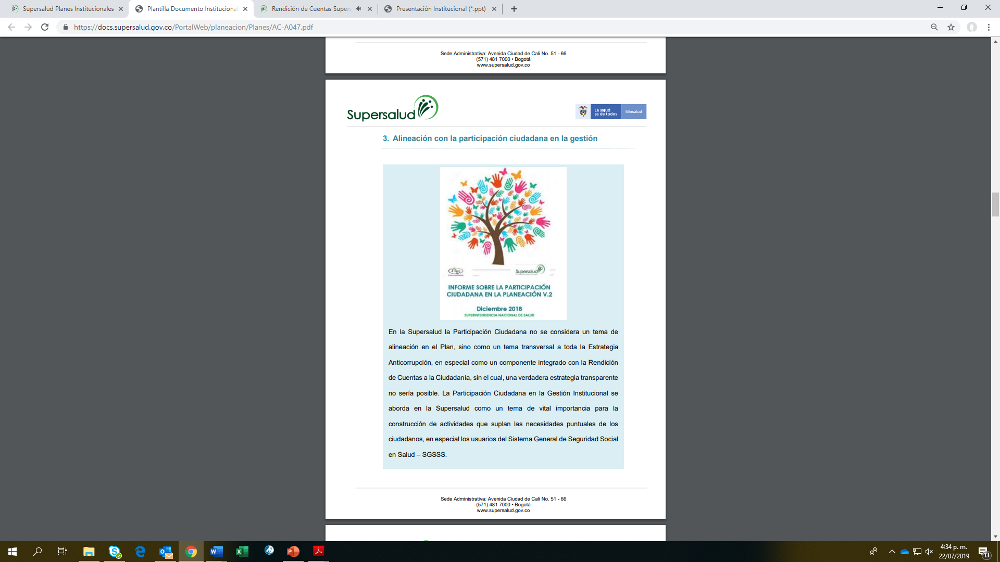 Supersalud Planes Institucionales
Plantilla Documento Institucional
Rendición de Cuentas Supers
Presentación Institucional (*.ppt)
https://docs.supersalud.gov.co/PortalWeb/planeacion/Planes/AC-A047.pdf
Sede Administrativa: Avenida Ciudad de Cali No. 51 - 66
(571) 481 7000 • Bogotá
www.supersalud.gov.co
Supersalud
La salud
es de todos
Minsalud
3. Alineación con la participación ciudadana en la gestión
Supersalud
INFORME SOBRE LA PARTICIPACIÓN
CIUDADANA EN LA PLANEACIÓN V.2
Diciembre 2018
SUPERINTENDENCIA NACIONAL DE SALUD
En la Supersalud la Participación Ciudadana no se considera un tema de
alineación en el Plan, sino como un tema transversal a toda la Estrategia
Anticorrupción, en especial como un componente integrado con la Rendición
de Cuentas a la Ciudadanía, sin el cual, una verdadera estrategia transparente
no sería posible. La Participación Ciudadana en la Gestión Institucional se
aborda en la Supersalud como un tema de vital importancia para la
construcción de actividades que suplan las necesidades puntuales de los
ciudadanos, en especial los usuarios del Sistema General de Seguridad Social
en Salud – SGSSS.
Sede Administrativa: Avenida Ciudad de Cali No. 51 - 66
(571) 481 7000 • Bogotá
www.supersalud.gov.co
4:34 p. m.
22/07/2019
13